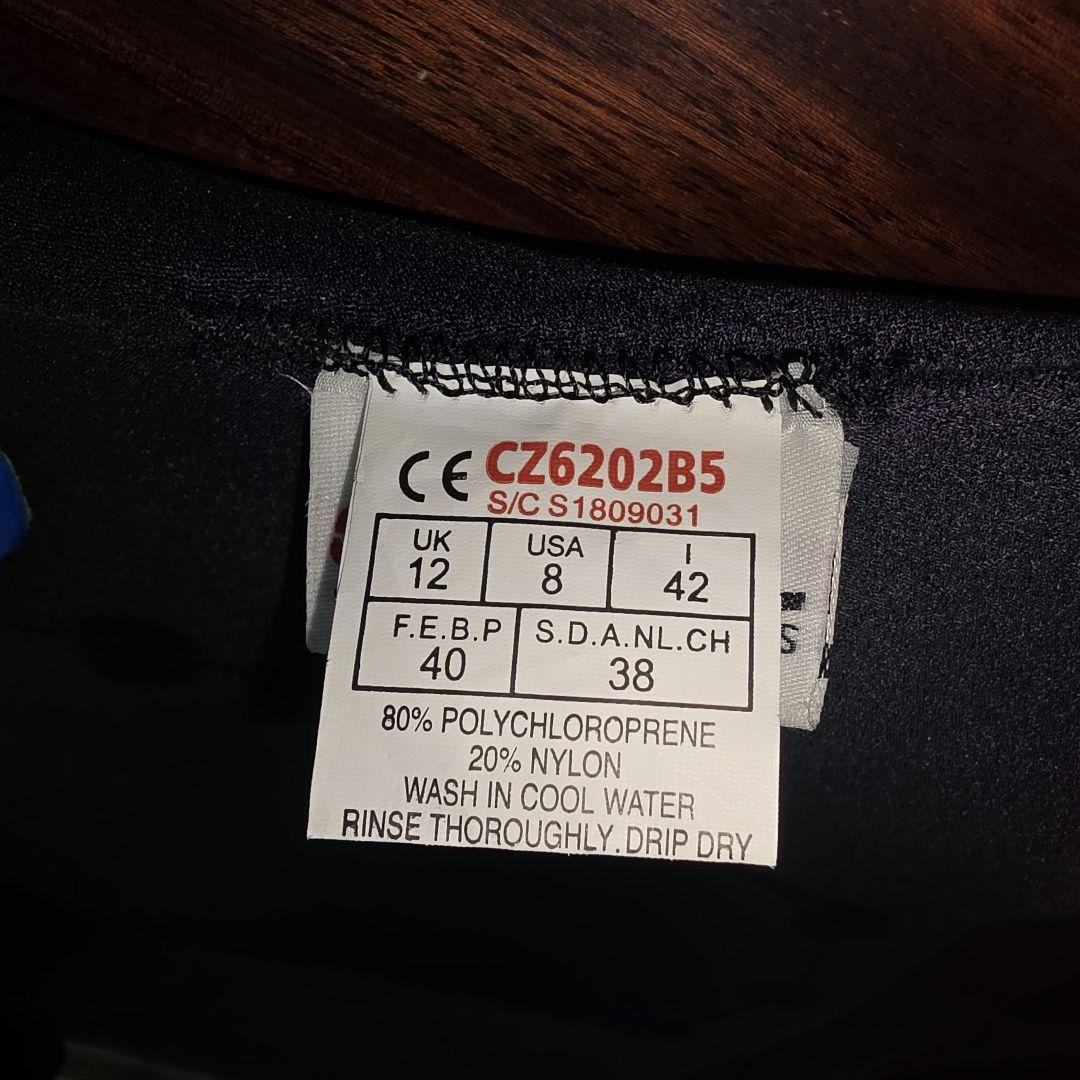 CE CZ6202B5
S/C S1809031
UK USA I
12 8 42
F.E.B.P S.D.A.NL.CH
40 38
80% POLYCHLOROPRENE
20% NYLON
WASH IN COOL WATER
RINSE THOROUGHLY.DRIP DRY